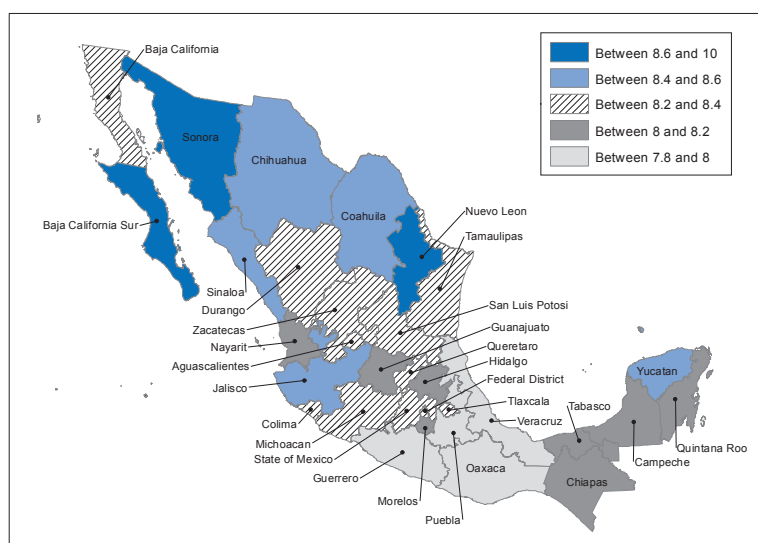 Baja California
Between 8.6 and 10
Between 8.4 and 8.6
Between 8.2 and 8.4
Between 8 and 8.2
Between 7.8 and 8
Sonora
Chihuahua
Coahuila
Nuevo Leon
Baja California Sur
Tamaulipas
Sinaloa
Durango
San Luis Potosi
Zacatecas
Guanajuato
Nayarit
Queretaro
Aguascalientes
Hidalgo
Yucatan
Jalisco
Federal District
Tlaxcala
Tabasco
Colima
Veracruz
Michoacan
Quintana Roo
State of Mexico
Campeche
Guerrero
Oaxaca
Chiapas
Morelos
Puebla